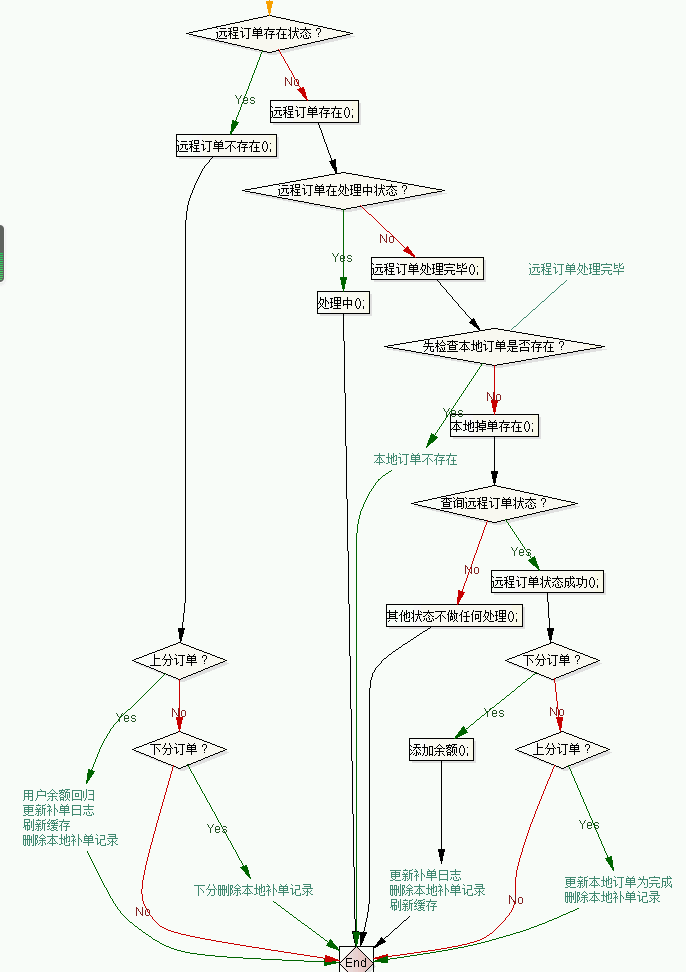 远程订单存在状态？
No
Yes
远程订单存在();
远程订单不存在();
远程订单在处理中状态？
No
Yes
远程订单处理完毕();
远程订单处理完毕
处理中();
先检查本地订单是否存在？
No
Yes
本地掉单存在();
本地订单不存在
查询远程订单状态？
Yes
No
远程订单状态成功();
其他状态不做任何处理();
上分订单？
下分订单？
Yes
No
Yes
No
下分订单？
添加余额();
上分订单？
用户余额回归
更新补单日志
刷新缓存
删除本地补单记录
Yes
Yes
下分删除本地补单记录
更新补单日志
删除本地补单记录
刷新缓存
更新本地订单为完成
删除本地补单记录
No
No
End